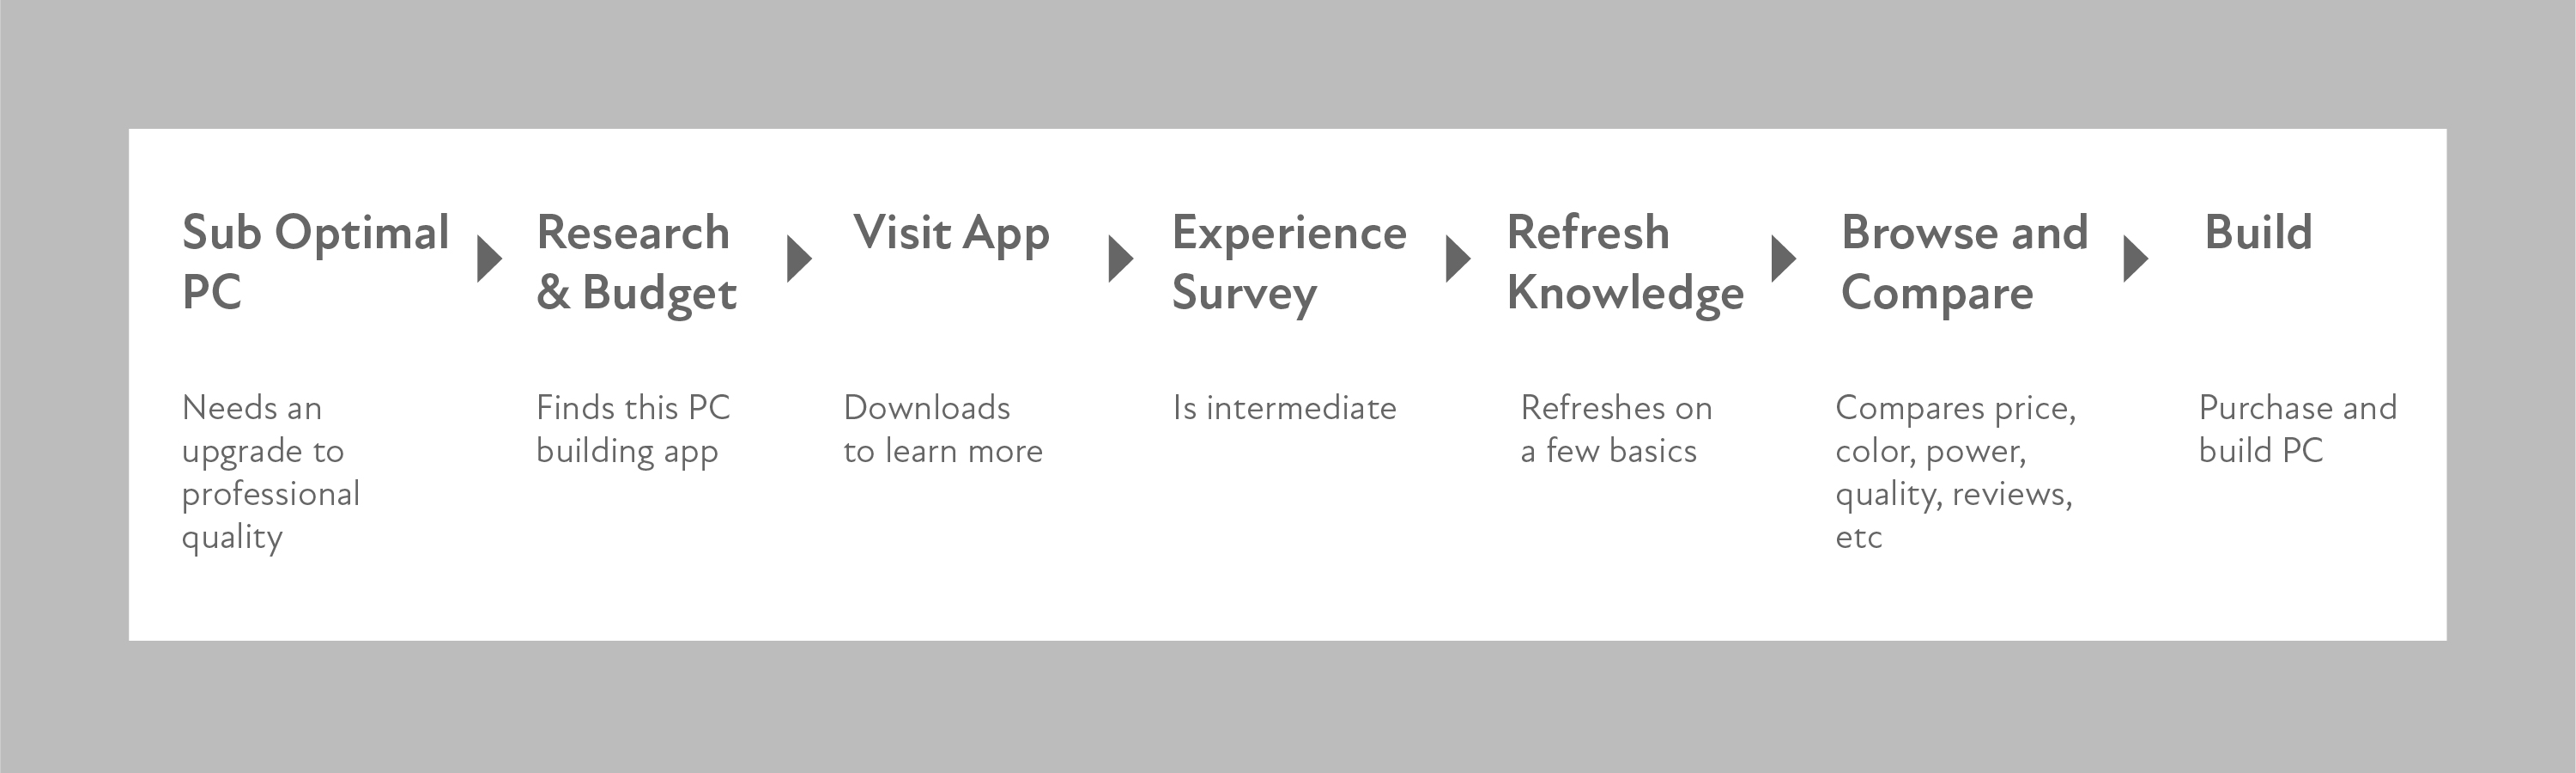 Sub Optimal
PC
Needs an
upgrade to
professional
quality
Research
& Budget
Finds this PC
building app
Visit App
Downloads
to learn more
Experience
Survey
Is intermediate
Refresh
Knowledge
Refreshes on
a few basics
Browse and
Compare
Compares price,
color, power,
quality, reviews,
etc
Build
Purchase and
build PC